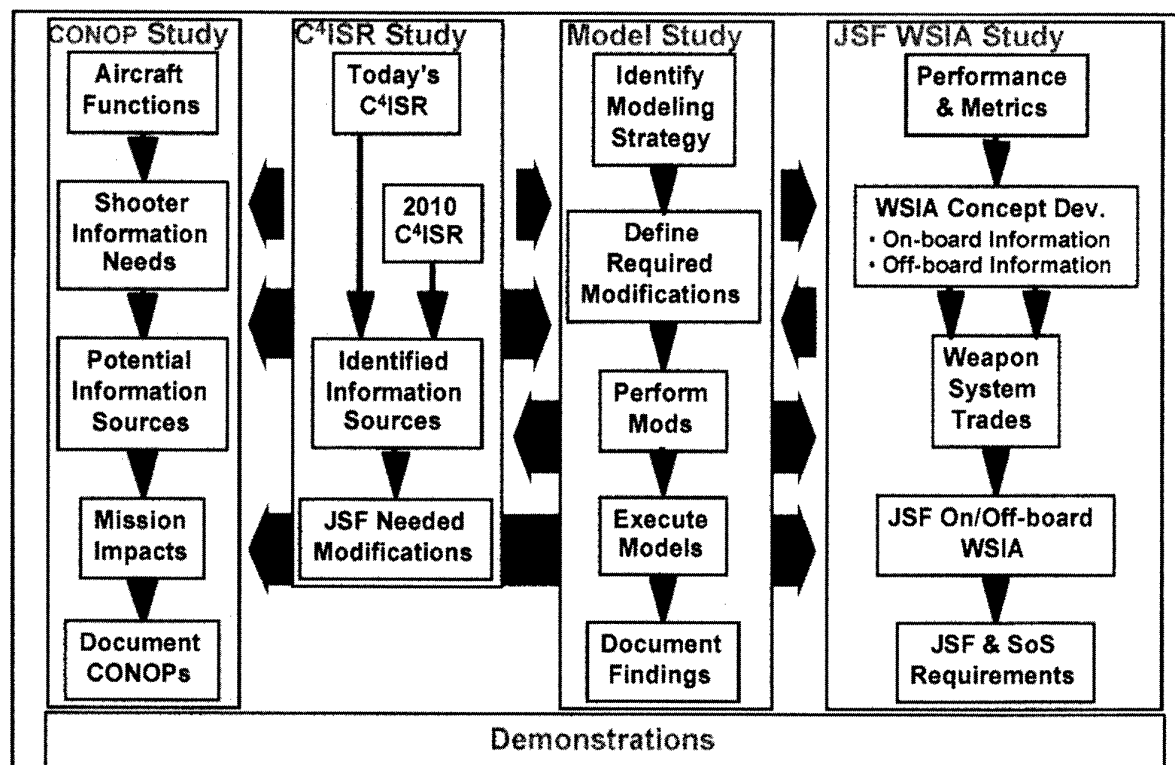 CONOP Study
Aircraft
Functions
Shooter
Information
Needs
Potential
Information
Sources
Mission
Impacts
Document
CONOPs
C⁴ISR Study
Today's
C⁴ISR
2010
C⁴ISR
Identified
Information
Sources
JSF Needed
Modifications
Model Study
Identify
Modeling
Strategy
Define
Required
Modifications
Perform
Mods
Execute
Models
Document
Findings
JSF WSIA Study
Performance
& Metrics
WSIA Concept Dev.
• On-board Information
• Off-board Information
Weapon
System
Trades
JSF On/Off-board
WSIA
JSF & SoS
Requirements
Demonstrations